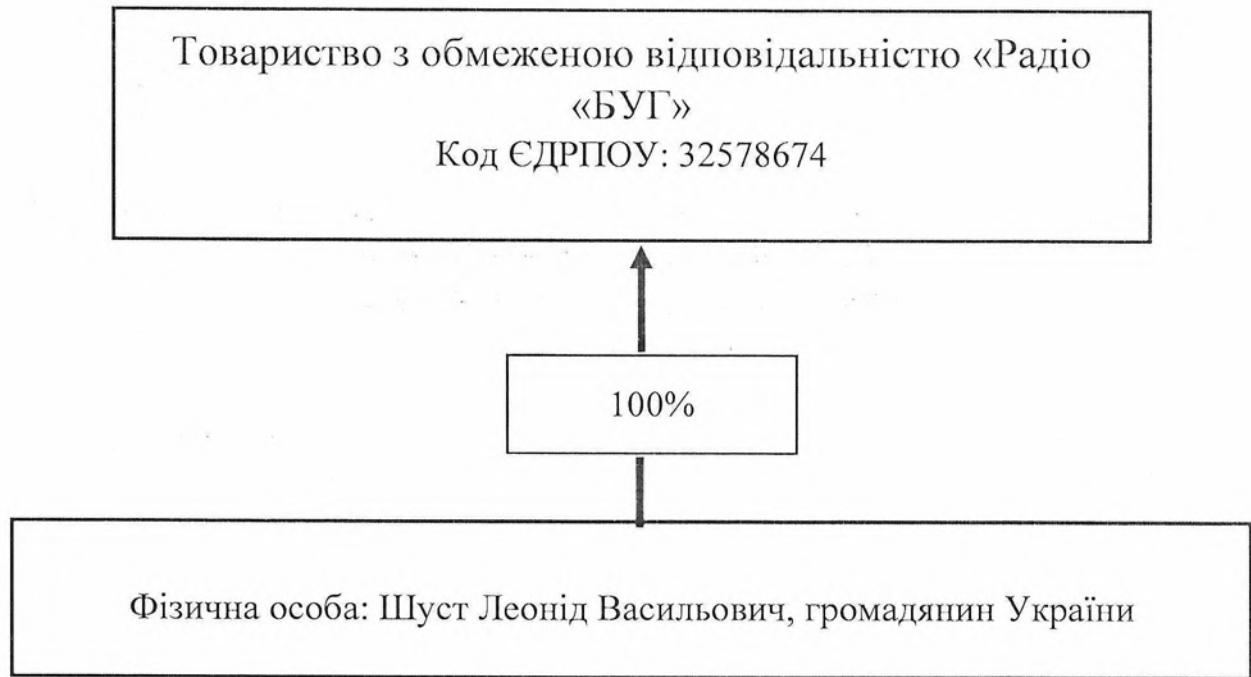 Товариство з обмеженою відповідальністю «Радіо
«БУГ»
Код ЄДРПОУ: 32578674
100%
Фізична особа: Шуст Леонід Васильович, громадянин України